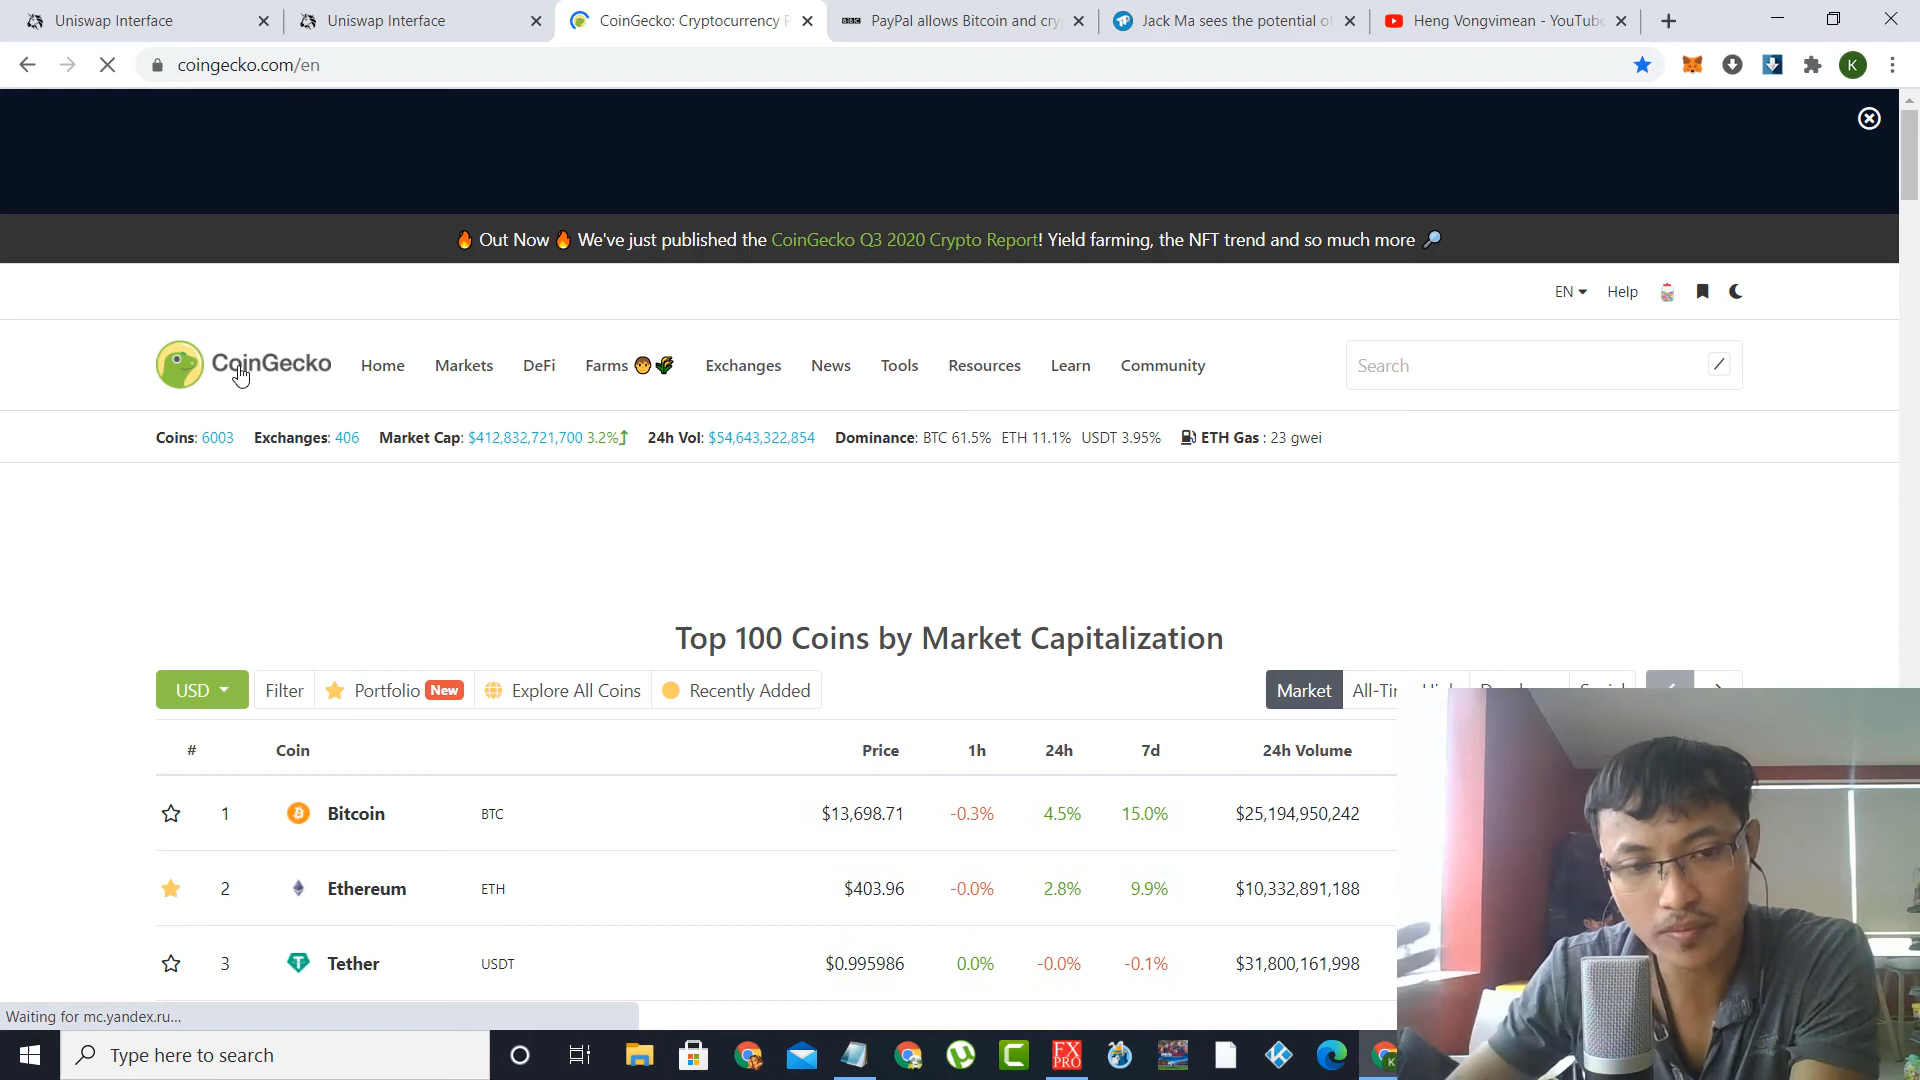 Uniswap Interface
Uniswap Interface
CoinGecko: Cryptocurrency P
BBC PayPal allows Bitcoin and cry
Jack Ma sees the potential of
Heng Vongvimean - YouTube
coingecko.com/en
K
Out Now We've just published the CoinGecko Q3 2020 Crypto Report! Yield farming, the NFT trend and so much more
EN Help
CoinGecko Home Markets DeFi Farms Exchanges News Tools Resources Learn Community Search /
Coins: 6003 Exchanges: 406 Market Cap: $412,832,721,700 3.2% 24h Vol: $54,643,322,854 Dominance: BTC 61.5% ETH 11.1% USDT 3.95% ETH Gas : 23 gwei
Top 100 Coins by Market Capitalization
USD Filter Portfolio New Explore All Coins Recently Added Market
# Coin Price 1h 24h 7d 24h Volume
1 Bitcoin BTC $13,698.71 -0.3% 4.5% 15.0% $25,194,950,242
2 Ethereum ETH $403.96 -0.0% 2.8% 9.9% $10,332,891,188
3 Tether USDT $0.995986 0.0% -0.0% -0.1% $31,800,161,998
Waiting for mc.yandex.ru...
Type here to search
FX PRO